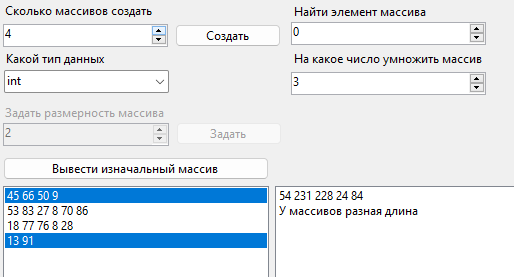 Сколько массивов создать
4
Создать
Найти элемент массива
0
Какой тип данных
int
На какое число умножить массив
3
Задать размерность массива
2
Задать
Вывести изначальный массив
45 66 50 9
53 83 27 8 70 86
18 77 76 8 28
13 91
54 231 228 24 84
У массивов разная длина